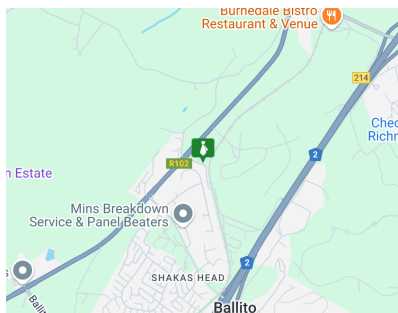 Burnedale Bistro
Restaurant & Venue
214
Chec
Richm
2
R102
n Estate
Mins Breakdown
Service & Panel Beaters
2
SHAKAS HEAD
s
Ballit
Ballito